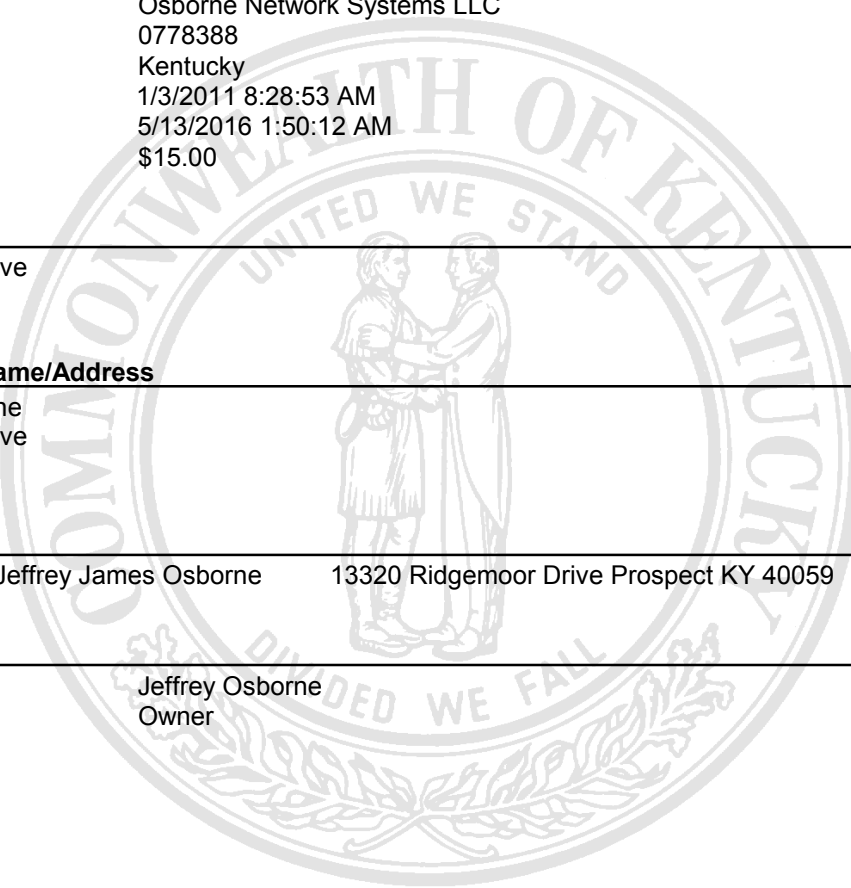 Osborne Network Systems LLC
0778388
Kentucky
1/3/2011 8:28:53 AM
5/13/2016 1:50:12 AM
$15.00
COMMONWEALTH OF KENTUCKY
UNITED WE STAND
ve
ame/Address
ne
ve
Jeffrey James Osborne 13320 Ridgemoor Drive Prospect KY 40059
DIVIDED WE FALL
Jeffrey Osborne
Owner